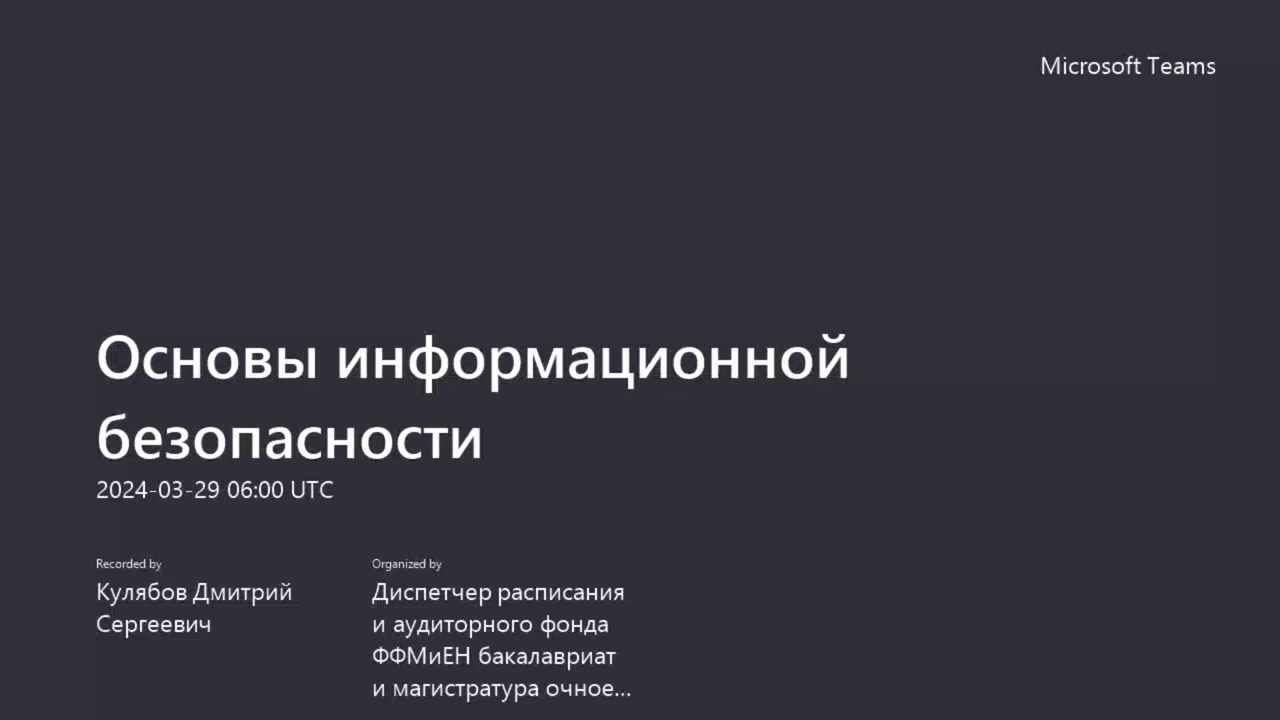 Microsoft Teams
Основы информационной
безопасности
2024-03-29 06:00 UTC
Recorded by
Кулябов Дмитрий
Сергеевич
Organized by
Диспетчер расписания
и аудиторного фонда
ФФМиЕН бакалавриат
и магистратура очное...